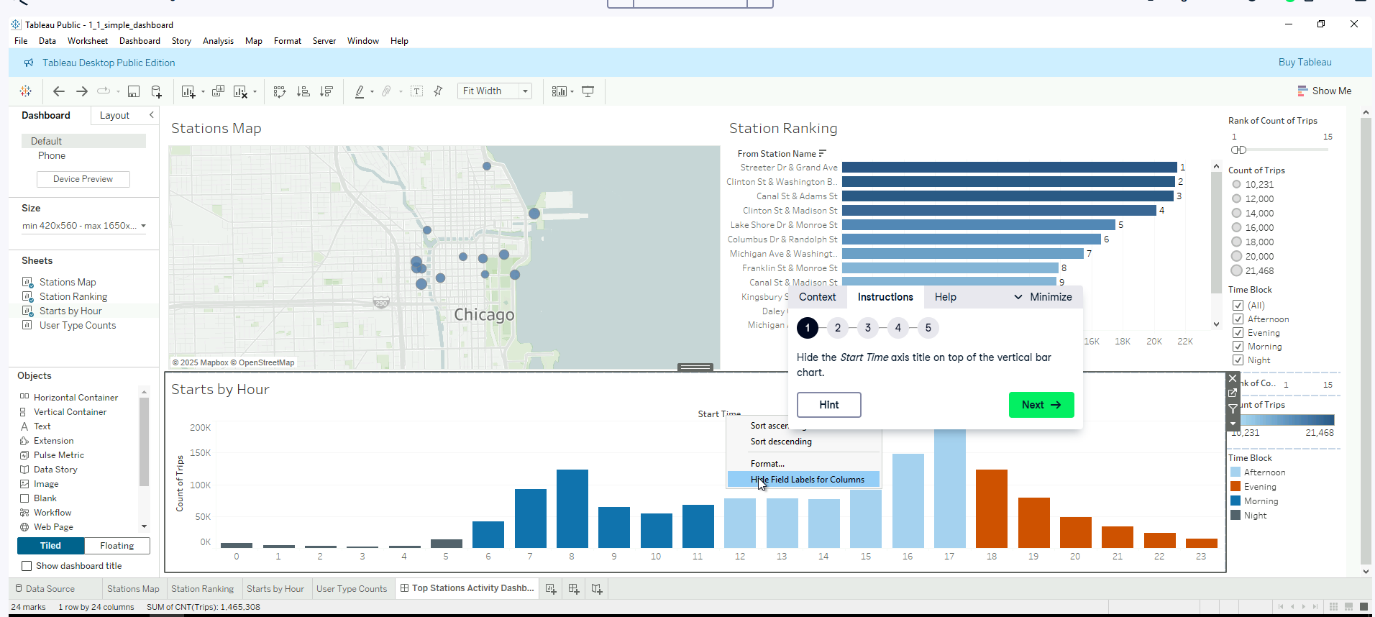 Tableau Public - 1_1_simple_dashboard
File Data Worksheet Dashboard Story Analysis Map Format Server Window Help
Tableau Desktop Public Edition
Buy Tableau
Fit Width
Show Me
Dashboard
Layout
Default
Phone
Device Preview
Size
min 420x560 - max 1650x...
Sheets
Stations Map
Station Ranking
Starts by Hour
User Type Counts
Objects
Horizontal Container
Vertical Container
Text
Extension
Pulse Metric
Data Story
Image
Blank
Workflow
Web Page
Tiled
Floating
Show dashboard title
Stations Map
Chicago
© 2025 Mapbox © OpenStreetMap
Station Ranking
From Station Name
Streeter Dr & Grand Ave 1
Clinton St & Washington B.. 2
Canal St & Adams St 3
Clinton St & Madison St 4
Lake Shore Dr & Monroe St 5
Columbus Dr & Randolph St 6
Michigan Ave & Washingt.. 7
Franklin St & Monroe St 8
Canal St & Madison St 9
Kingsbury S
Daley
Michigan
16K 18K 20K 22K
Context
Instructions
Help
Minimize
1 2 3 4 5
Hide the Start Time axis title on top of the vertical bar
chart.
Hint
Next
Starts by Hour
Start Time
Sort ascending
Sort descending
Format...
Hide Field Labels for Columns
Count of Trips
200K
150K
100K
50K
0K
0 1 2 3 4 5 6 7 8 9 10 11 12 13 14 15 16 17 18 19 20 21 22 23
Rank of Count of Trips
1 15
Count of Trips
10,231
12,000
14,000
16,000
18,000
20,000
21,468
Time Block
(All)
Afternoon
Evening
Morning
Night
nk of Co.. 1 15
unt of Trips
10,231 21,468
Time Block
Afternoon
Evening
Morning
Night
Data Source
Stations Map
Station Ranking
Starts by Hour
User Type Counts
Top Stations Activity Dashb...
24 marks 1 row by 24 columns SUM of CNT(Trips): 1,465,308